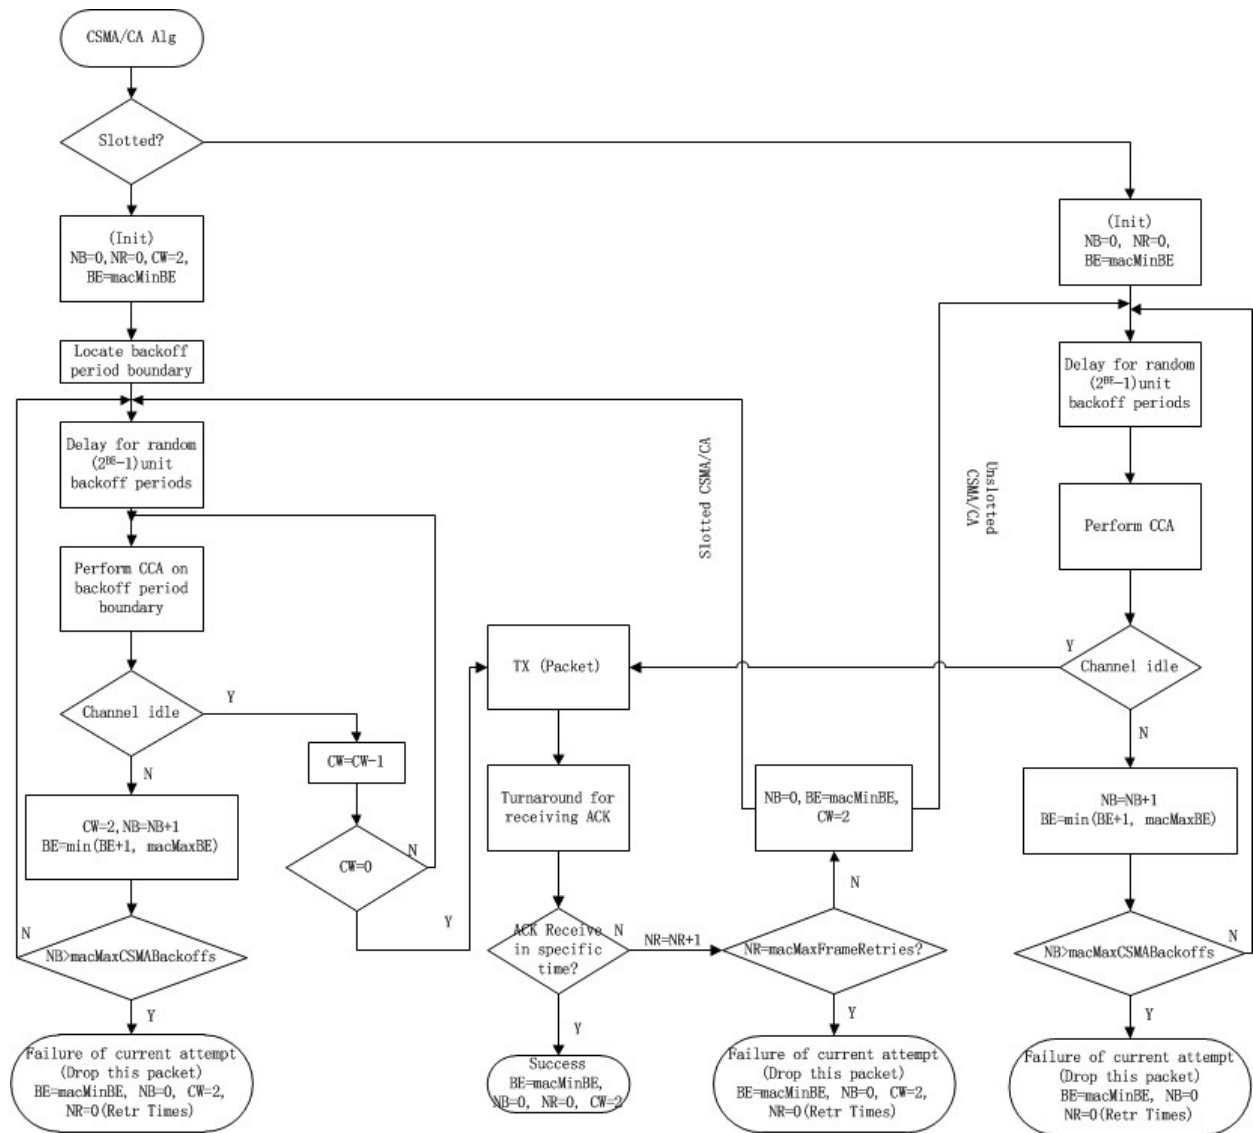 CSMA/CA Alg
Slotted?
(Init)
NB=0,NR=0,CW=2,
BE=macMinBE
Locate backoff
period boundary
Delay for random
(2^BE-1)unit
backoff periods
Perform CCA on
backoff period
boundary
Channel idle
Y
N
CW=2,NB=NB+1
BE=min(BE+1, macMaxBE)
N
NB>macMaxCSMABackoffs
Y
Failure of current attempt
(Drop this packet)
BE=macMinBE, NB=0, CW=2,
NR=0(Retr Times)
CW=CW-1
CW=0
N
Y
TX (Packet)
Turnaround for
receiving ACK
ACK Receive
in specific
time?
N
NR=NR+1
Y
Success
BE=macMinBE,
NB=0, NR=0, CW=2
Slotted CSMA/CA
NB=0,BE=macMinBE,
CW=2
N
NR=macMaxFrameRetries?
Y
Failure of current attempt
(Drop this packet)
BE=macMinBE, NB=0, CW=2,
NR=0(Retr Times)
Unslotted
CSMA/CA
(Init)
NB=0, NR=0,
BE=macMinBE
Delay for random
(2^BE-1)unit
backoff periods
Perform CCA
Y
Channel idle
N
NB=NB+1
BE=min(BE+1, macMaxBE)
N
NB>macMaxCSMABackoffs
Y
Failure of current attempt
(Drop this packet)
BE=macMinBE, NB=0
NR=0(Retr Times)